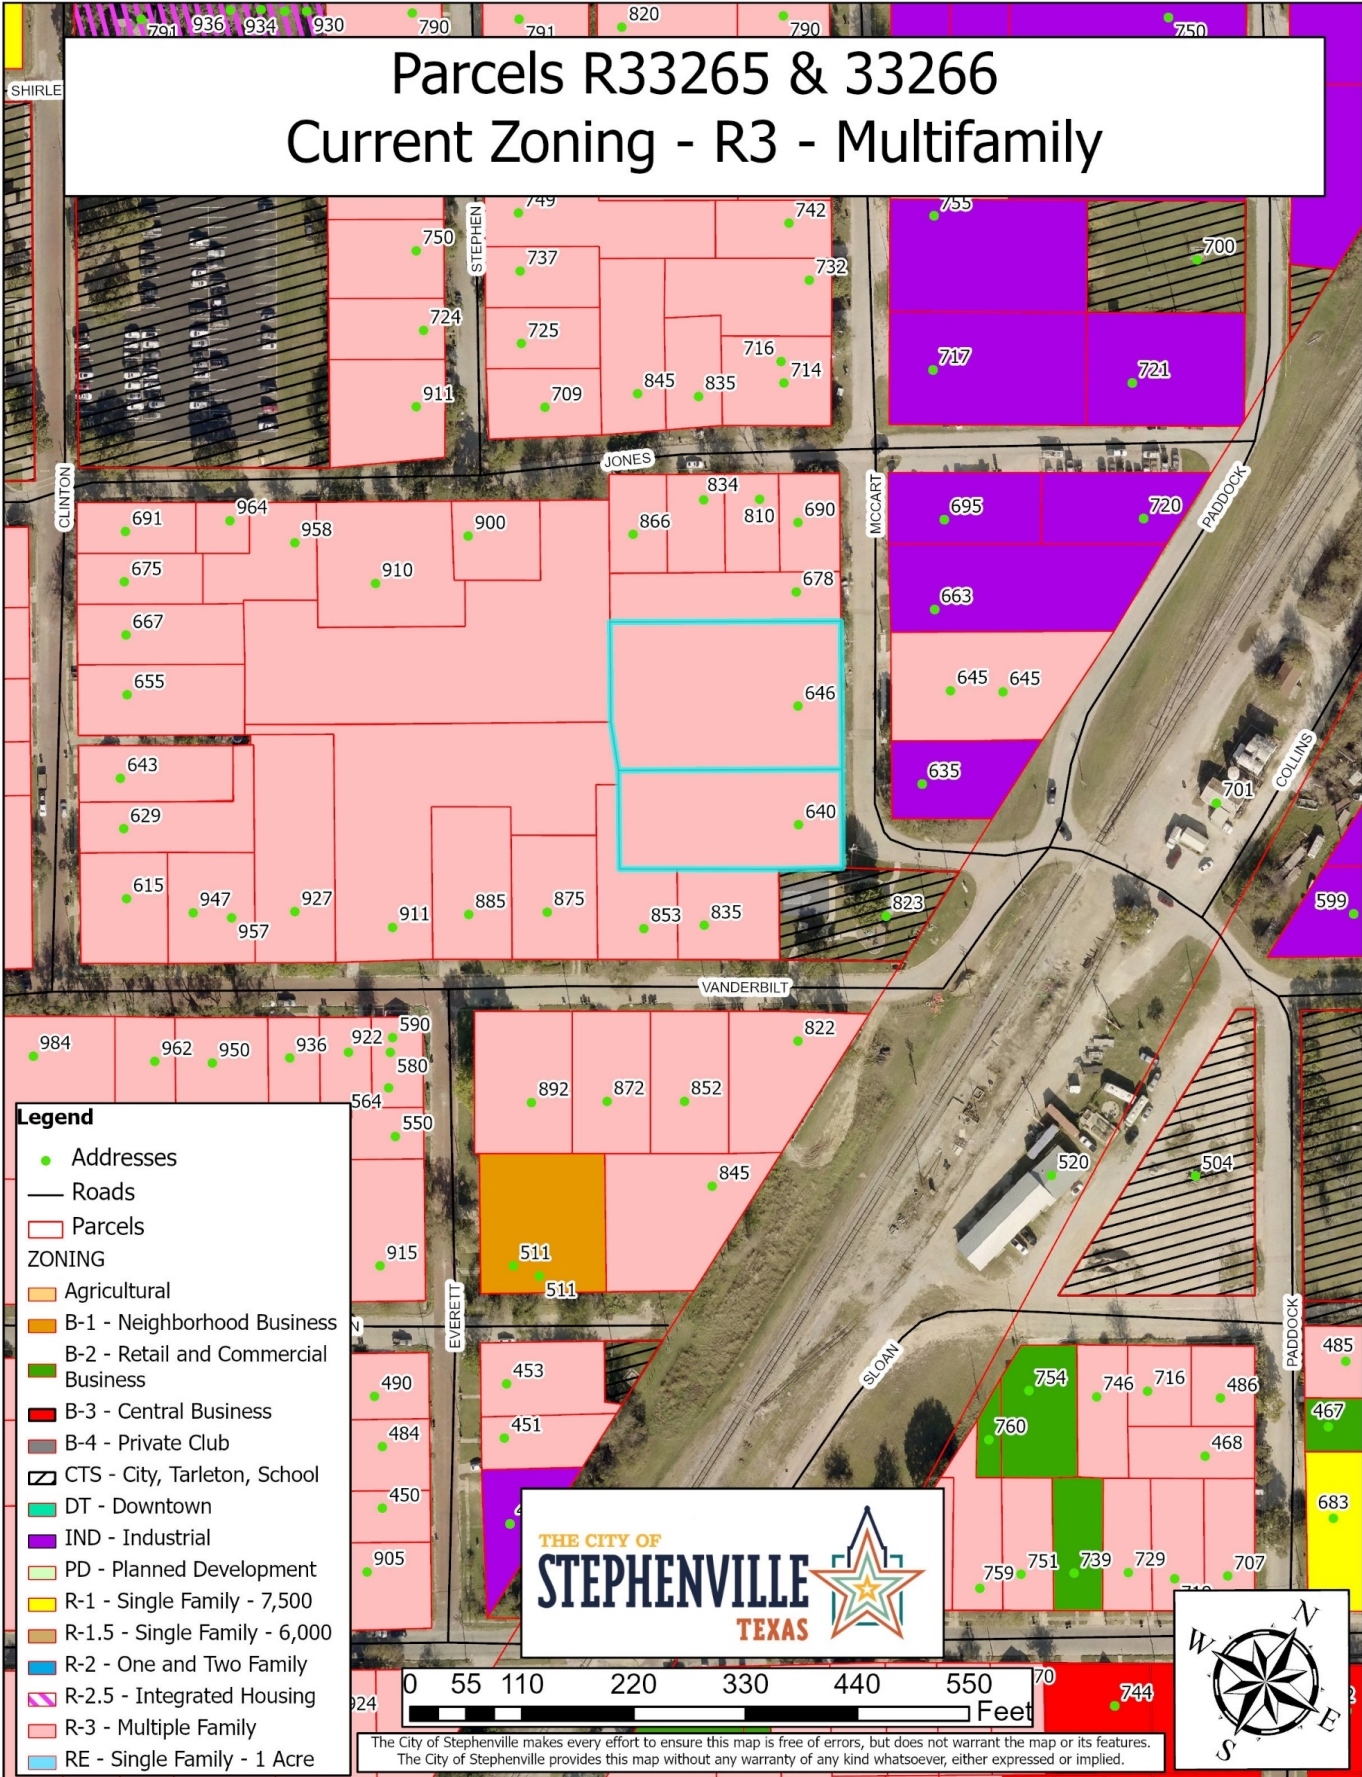 791
936
934
930
790
791
820
790
750
Parcels R33265 & 33266
Current Zoning - R3 - Multifamily
SHIRLE
STEPHEN
749
742
755
700
750
737
732
724
725
716
714
717
721
911
709
845
835
JONES
CLINTON
MCCART
PADDOCK
691
964
958
900
866
834
810
690
695
720
675
910
678
663
667
655
646
645
645
643
635
COLLINS
701
629
640
615
947
957
927
911
885
875
853
835
823
599
VANDERBILT
984
962
950
936
922
590
580
564
550
892
872
852
822
845
520
504
915
511
511
EVERETT
N
SLOAN
PADDOCK
490
484
450
905
453
451
754
760
746
716
486
468
485
467
683
759
751
739
729
707
Legend
Addresses
Roads
Parcels
ZONING
Agricultural
B-1 - Neighborhood Business
B-2 - Retail and Commercial
Business
B-3 - Central Business
B-4 - Private Club
CTS - City, Tarleton, School
DT - Downtown
IND - Industrial
PD - Planned Development
R-1 - Single Family - 7,500
R-1.5 - Single Family - 6,000
R-2 - One and Two Family
R-2.5 - Integrated Housing
R-3 - Multiple Family
RE - Single Family - 1 Acre
THE CITY OF
STEPHENVILLE
TEXAS
N
W
E
S
924
70
744
0 55 110 220 330 440 550
Feet
The City of Stephenville makes every effort to ensure this map is free of errors, but does not warrant the map or its features.
The City of Stephenville provides this map without any warranty of any kind whatsoever, either expressed or implied.